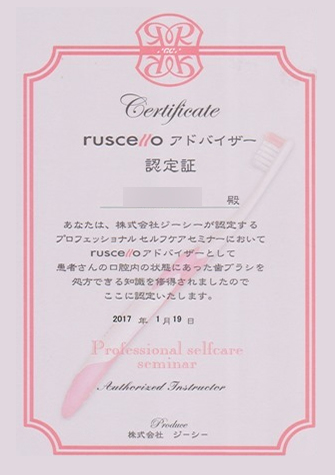 Certificate
ruscello アドバイザー
認定証
殿
あなたは、株式会社ジーシーが認定する
プロフェッショナル セルフケアセミナーにおいて
ruscelloアドバイザーとして
患者さんの口腔内の状態にあった歯ブラシを
処方できる知識を修得されましたので
ここに認定いたします。
2017 年 1 月 19 日
Professional selfcare
seminar
Authorized Instructor
Produce
株式会社 ジーシー